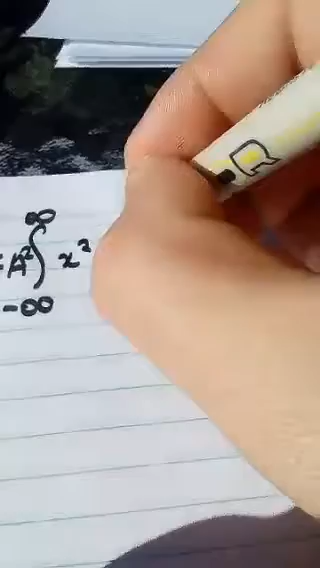 ∞
= A² ∫ x²
-∞